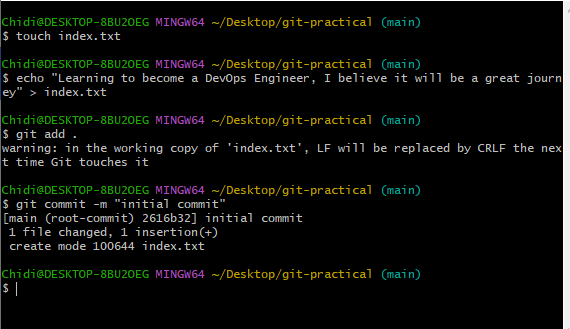 Chidi@DESKTOP-8BU2OEG MINGW64 ~/Desktop/git-practical (main)
$ touch index.txt
Chidi@DESKTOP-8BU2OEG MINGW64 ~/Desktop/git-practical (main)
$ echo "Learning to become a DevOps Engineer, I believe it will be a great journ
ey" > index.txt
Chidi@DESKTOP-8BU2OEG MINGW64 ~/Desktop/git-practical (main)
$ git add .
warning: in the working copy of 'index.txt', LF will be replaced by CRLF the nex
t time Git touches it
Chidi@DESKTOP-8BU2OEG MINGW64 ~/Desktop/git-practical (main)
$ git commit -m "initial commit"
[main (root-commit) 2616b32] initial commit
 1 file changed, 1 insertion(+)
 create mode 100644 index.txt
Chidi@DESKTOP-8BU2OEG MINGW64 ~/Desktop/git-practical (main)
$